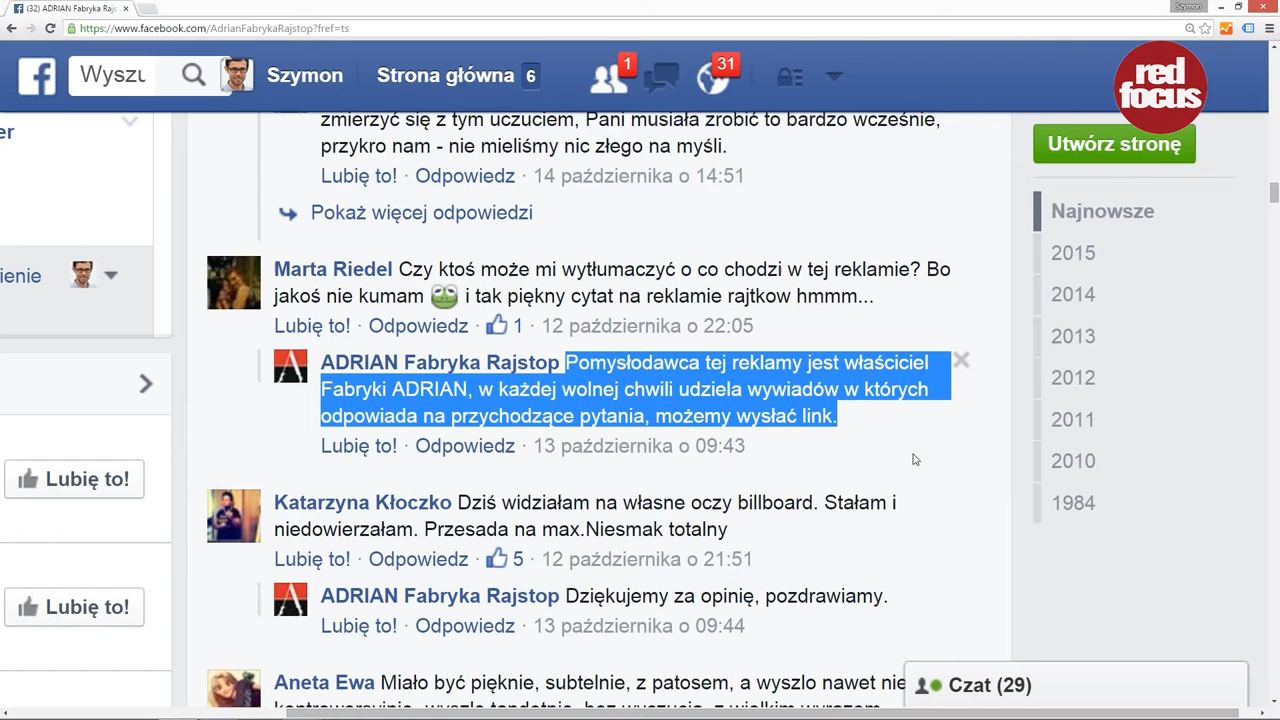 (32) ADRIAN Fabryka Rajs
Szymon
https://www.facebook.com/AdrianFabrykaRajstop?fref=ts
Wyszu
Szymon
Strona główna 6
1
31
red
focus
er
zmierzyć się z tym uczuciem, Pani musiała zrobić to bardzo wcześnie,
przykro nam - nie mieliśmy nic złego na myśli.
Lubię to! · Odpowiedz · 14 października o 14:51
Pokaż więcej odpowiedzi
Utwórz stronę
Najnowsze
2015
2014
2013
2012
2011
2010
1984
ienie
Marta Riedel Czy ktoś może mi wytłumaczyć o co chodzi w tej reklamie? Bo
jakoś nie kumam i tak piękny cytat na reklamie rajtkow hmmm...
Lubię to! · Odpowiedz · 1 · 12 października o 22:05
ADRIAN Fabryka Rajstop Pomysłodawca tej reklamy jest właściciel
Fabryki ADRIAN, w każdej wolnej chwili udziela wywiadów w których
odpowiada na przychodzące pytania, możemy wysłać link.
Lubię to! · Odpowiedz · 13 października o 09:43
Lubię to!
Katarzyna Kłoczko Dziś widziałam na własne oczy billboard. Stałam i
niedowierzałam. Przesada na max.Niesmak totalny
Lubię to! · Odpowiedz · 5 · 12 października o 21:51
ADRIAN Fabryka Rajstop Dziękujemy za opinię, pozdrawiamy.
Lubię to! · Odpowiedz · 13 października o 09:44
Lubię to!
Aneta Ewa Miało być pięknie, subtelnie, z patosem, a wyszlo nawet nie
Czat (29)